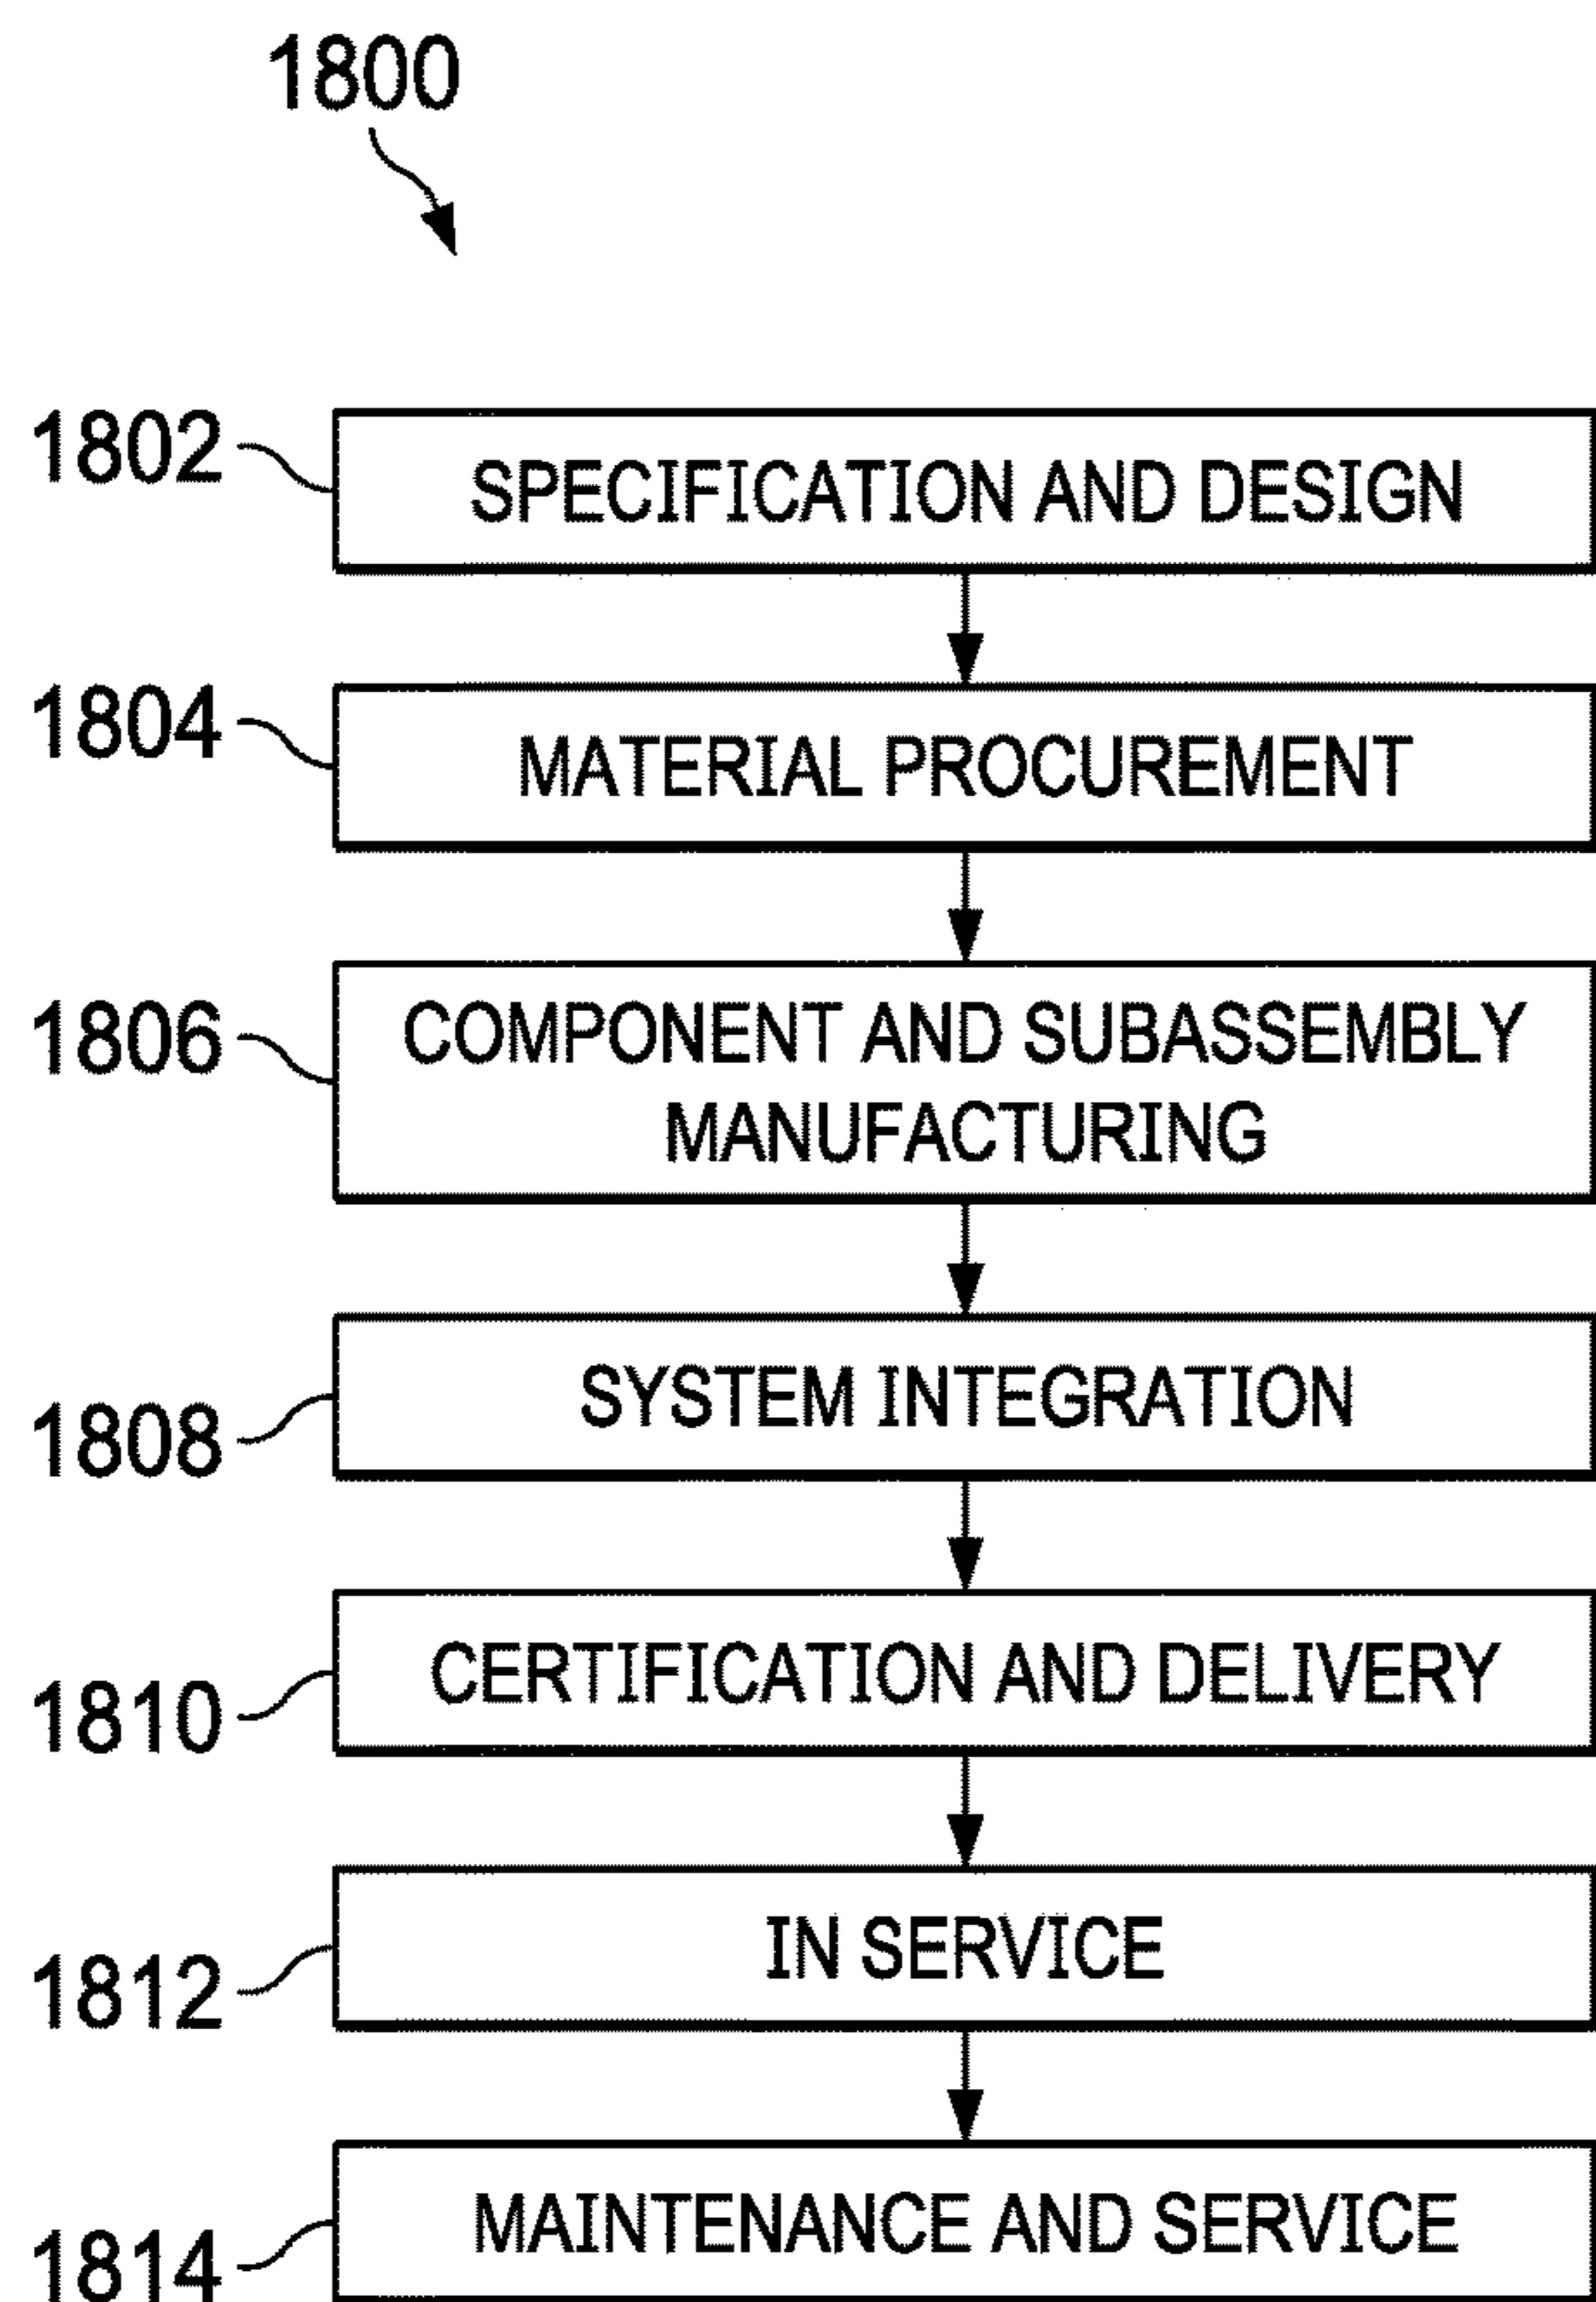 1800
1802
SPECIFICATION AND DESIGN
1804
MATERIAL PROCUREMENT
1806
COMPONENT AND SUBASSEMBLY
MANUFACTURING
1808
SYSTEM INTEGRATION
1810
CERTIFICATION AND DELIVERY
1812
IN SERVICE
1814
MAINTENANCE AND SERVICE